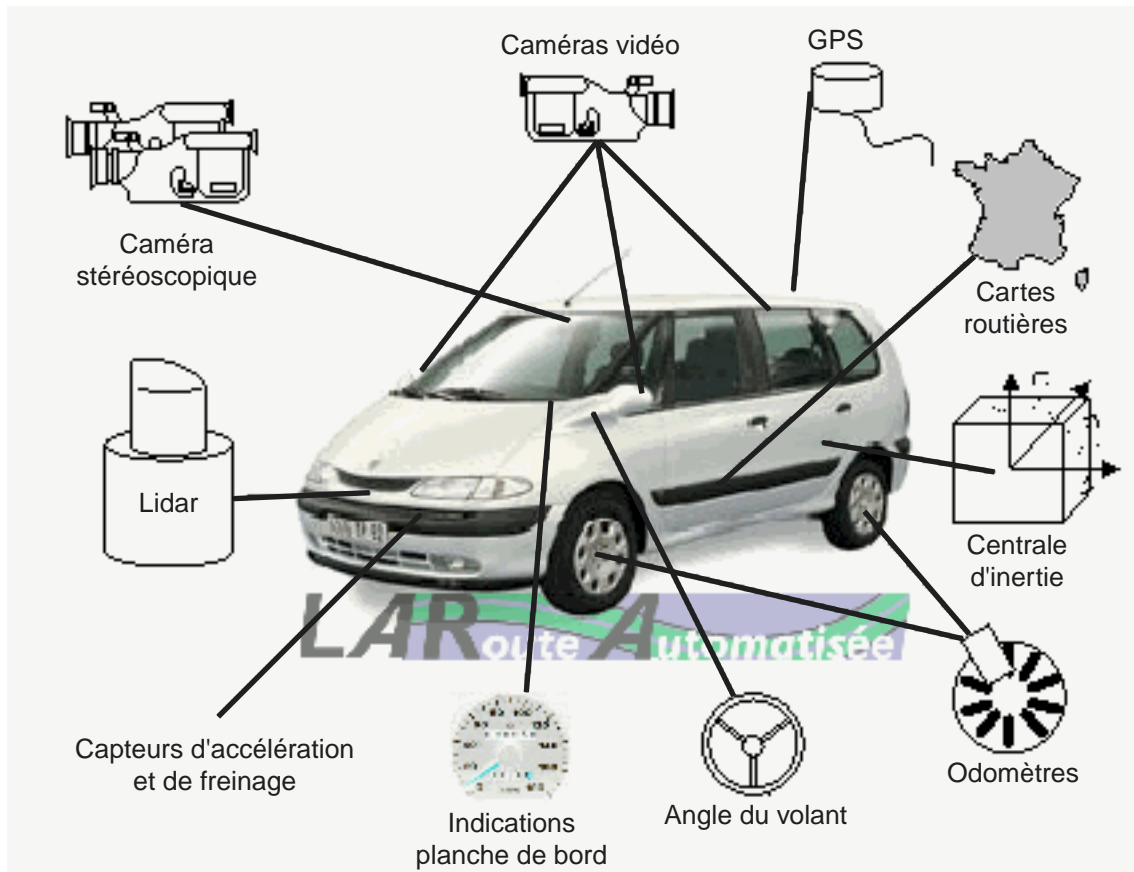 Caméras vidéo
GPS
Caméra
stéréoscopique
Cartes
routières
Lidar
Centrale
d'inertie
LARoute Automatisée
Capteurs d'accélération
et de freinage
Indications
planche de bord
Angle du volant
Odomètres